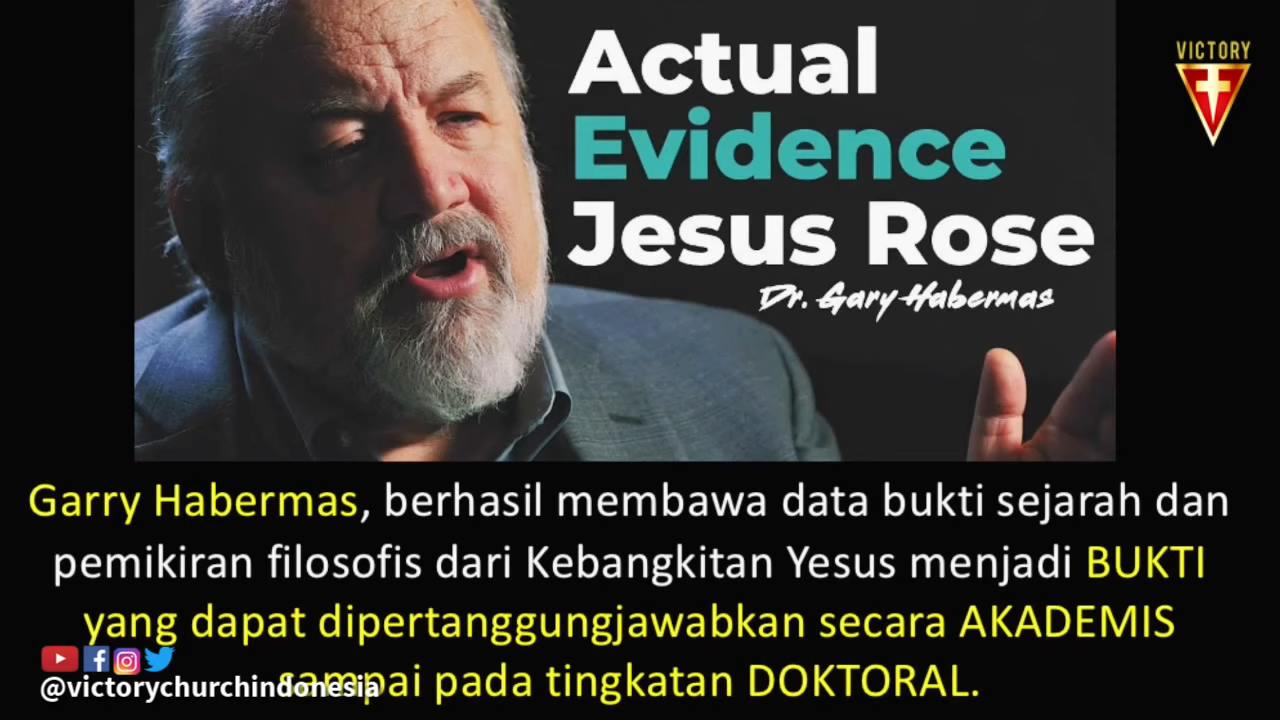 Actual
Evidence
Jesus Rose
Dr. Gary Habermas
VICTORY
Garry Habermas, berhasil membawa data bukti sejarah dan
pemikiran filosofis dari Kebangkitan Yesus menjadi BUKTI
yang dapat dipertanggungjawabkan secara AKADEMIS
sampai pada tingkatan DOKTORAL.
@victorychurchindonesia